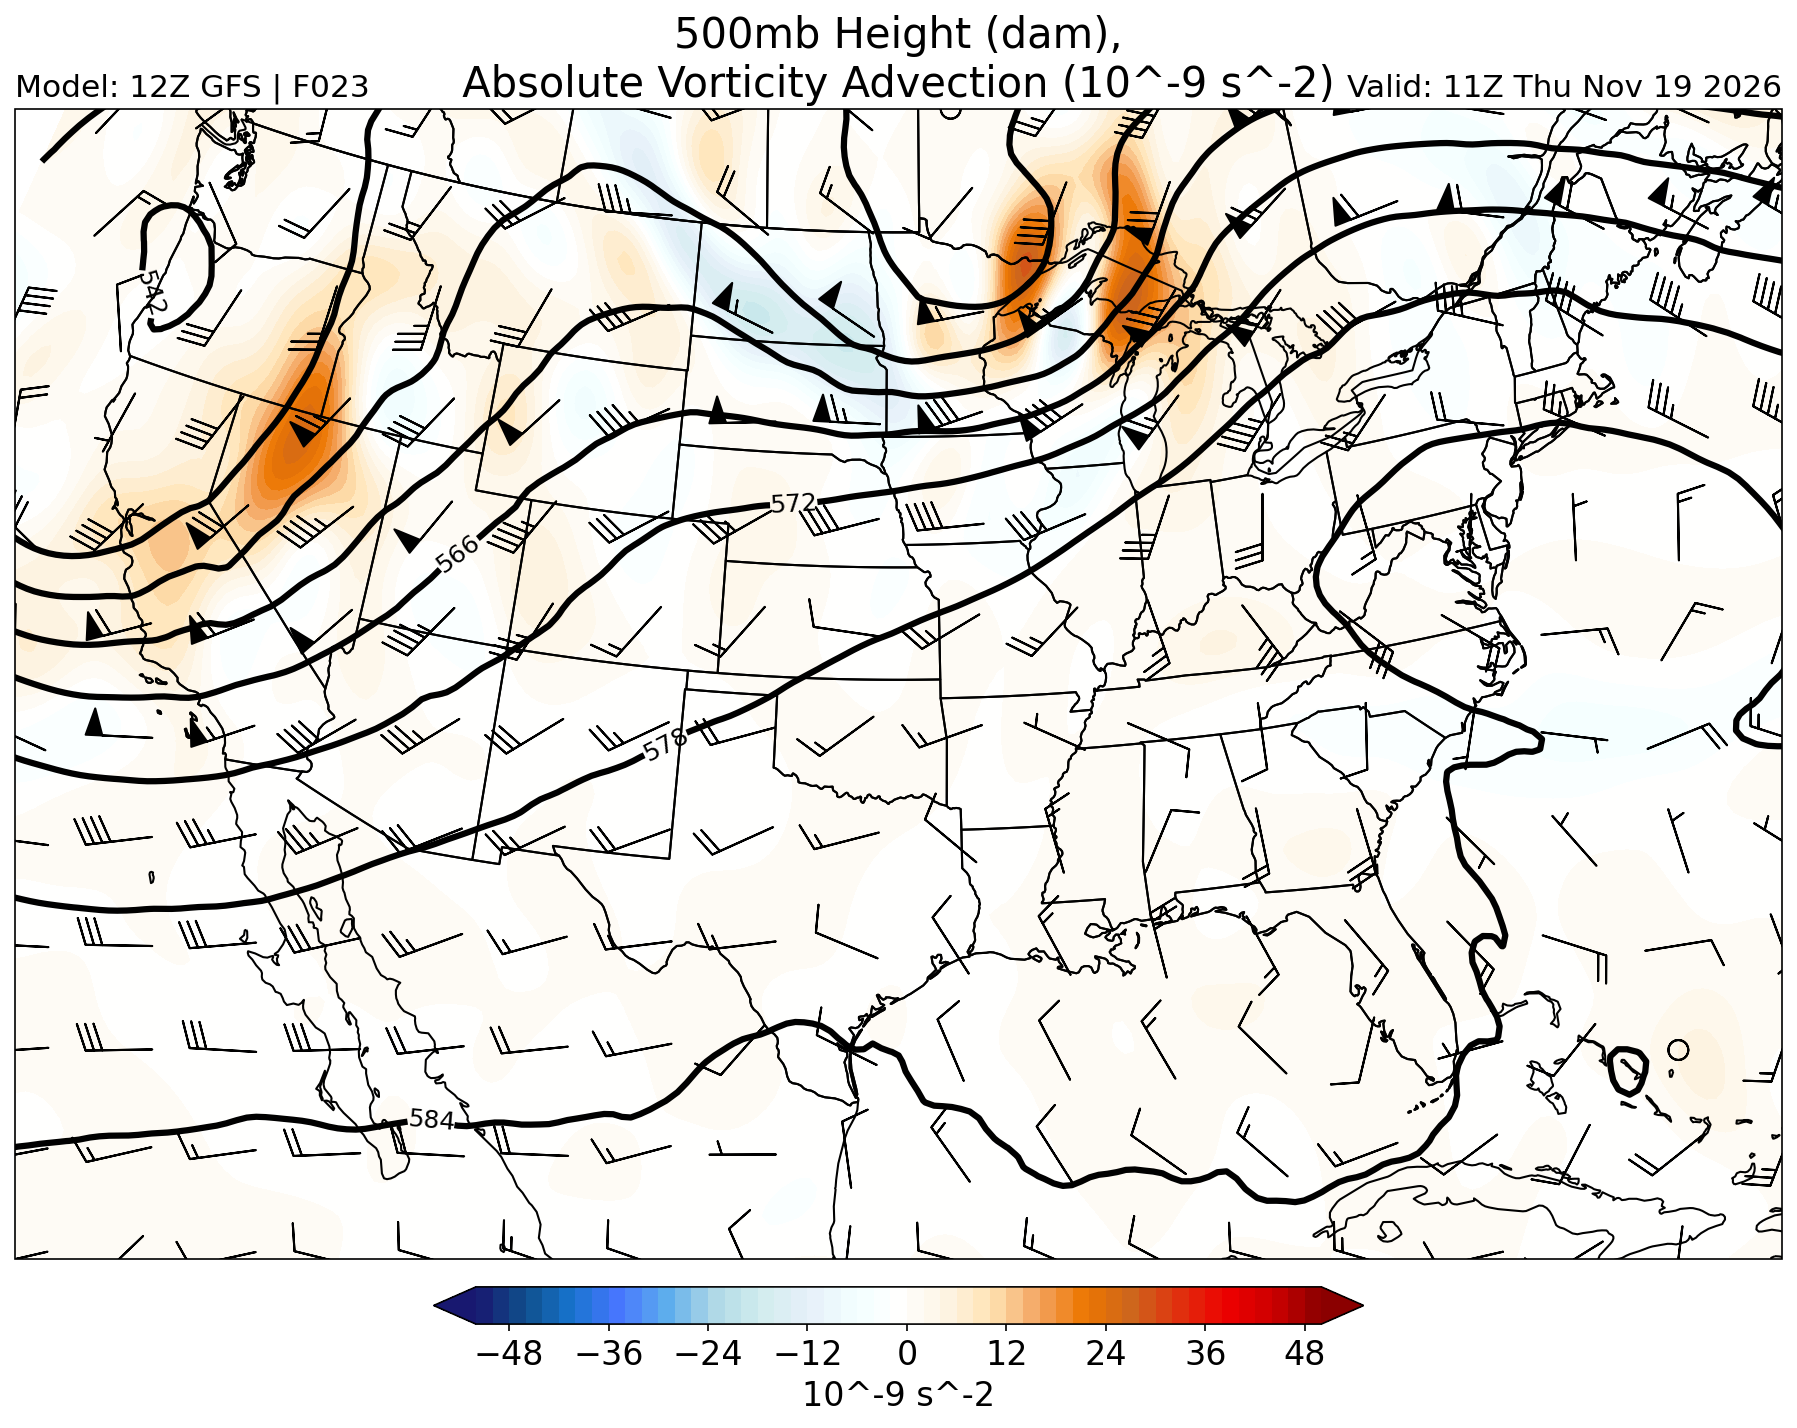 500mb Height (dam),
Model: 12Z GFS | F023 Absolute Vorticity Advection (10^-9 s^-2) Valid: 11Z Thu Nov 19 2026
542
572
566
578
584
−48 −36 −24 −12 0 12 24 36 48
10^-9 s^-2